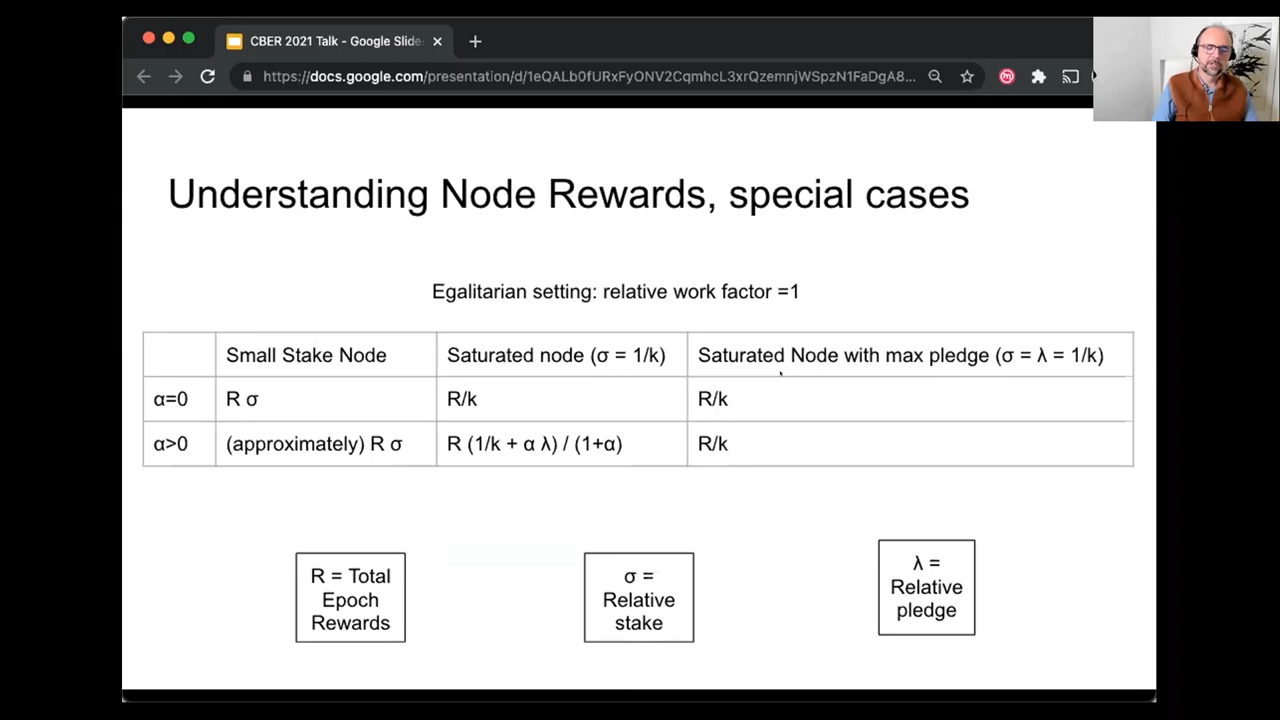 CBER 2021 Talk - Google Slide
https://docs.google.com/presentation/d/1eQALb0fURxFyONV2CqmhcL3xrQzemnjWSpzN1FaDgA8...
Understanding Node Rewards, special cases
Egalitarian setting: relative work factor =1
Small Stake Node
Saturated node (σ = 1/k)
Saturated Node with max pledge (σ = λ = 1/k)
α=0
R σ
R/k
R/k
α>0
(approximately) R σ
R (1/k + α λ) / (1+α)
R/k
R = Total
Epoch
Rewards
σ =
Relative
stake
λ =
Relative
pledge